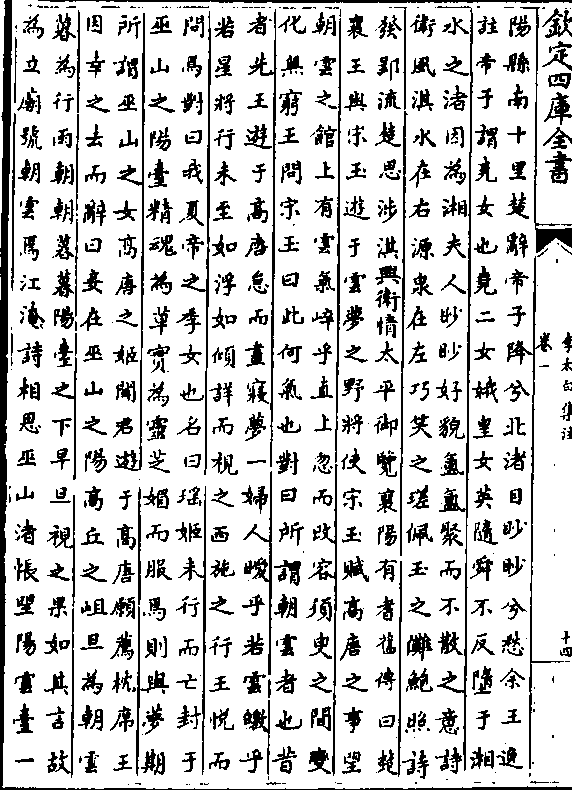 欽定四庫全書
李太白集注
卷一
十四
陽縣南十里楚辭帝子降兮北渚目眇眇兮愁余王逸
註帝子謂堯女也堯二女娥皇女英隨舜不反墮于湘
水之渚因為湘夫人眇眇好貌盈盈聚而不散之意詩
衛風淇水在右源泉在左巧笑之瑳佩玉之儺鮑照詩
發郢流楚思渉淇興衛情太平御覽襄陽有耆舊傳曰楚
襄王與宋玉遊于雲夢之野將使宋玉賦高唐之事望
朝雲之館上有雲氣崪乎直上忽而改容須臾之間變
化無窮王問宋玉曰此何氣也對曰所謂朝雲者也昔
者先王遊于高唐怠而晝寢夢一婦人曖乎若雲皪乎
若星將行未至如浮如傾詳而視之西施之行王悦而
問焉對曰我夏帝之季女也名曰瑤姬未行而亡封于
巫山之陽臺精魂為草實為靈芝媚而服焉則與夢期
所謂巫山之女高唐之姬聞君遊于高唐願薦枕席王
因幸之去而辭曰妾在巫山之陽高丘之岨旦為朝雲
暮為行雨朝朝暮暮陽臺之下早旦視之果如其言故
為立廟號朝雲焉江淹詩相思巫山渚悵望陽雲臺一